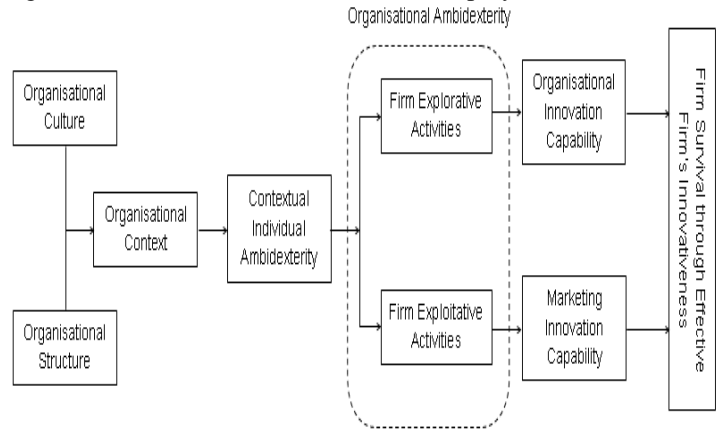 Organisational Ambidexterity
Organisational
Culture
Organisational
Structure
Organisational
Context
Contextual
Individual
Ambidexterity
Firm Explorative
Activities
Firm Exploitative
Activities
Organisational
Innovation
Capability
Marketing
Innovation
Capability
Firm Survival through Effective
Firm's Innovativeness